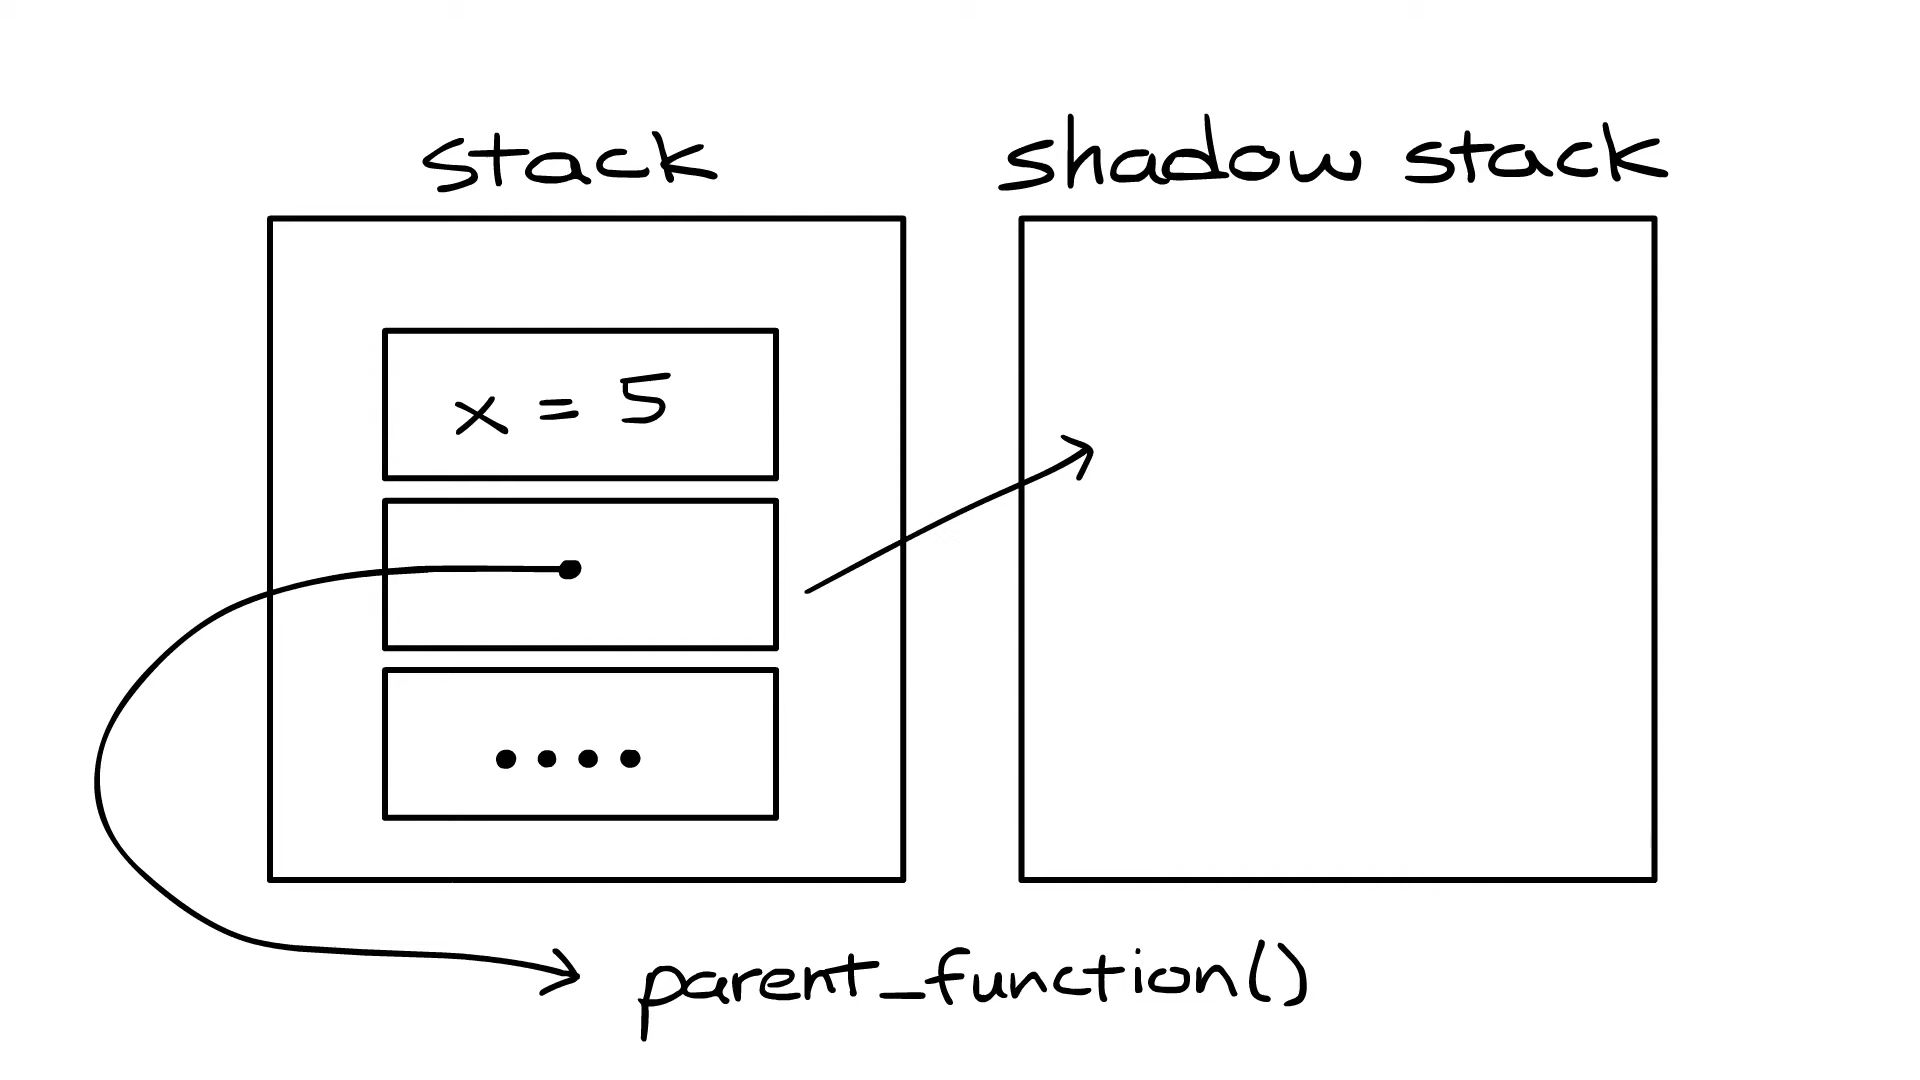 stack
shadow stack
x = 5
....
parent_function()